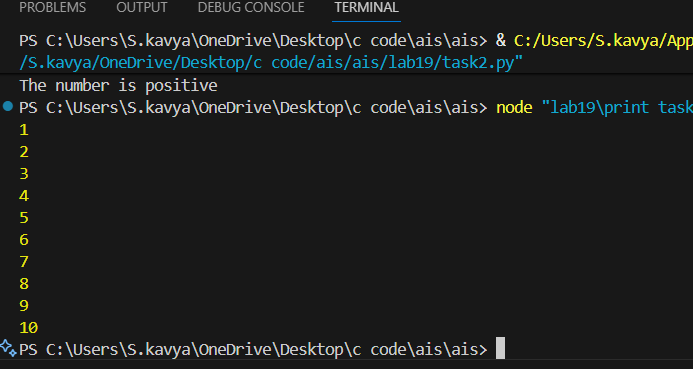 PROBLEMS OUTPUT DEBUG CONSOLE TERMINAL
PS C:\Users\S.kavya\OneDrive\Desktop\c code\ais\ais> & C:/Users/S.kavya/App
/S.kavya/OneDrive/Desktop/c code/ais/ais/lab19/task2.py"
The number is positive
PS C:\Users\S.kavya\OneDrive\Desktop\c code\ais\ais> node "lab19\print task
1
2
3
4
5
6
7
8
9
10
PS C:\Users\S.kavya\OneDrive\Desktop\c code\ais\ais>